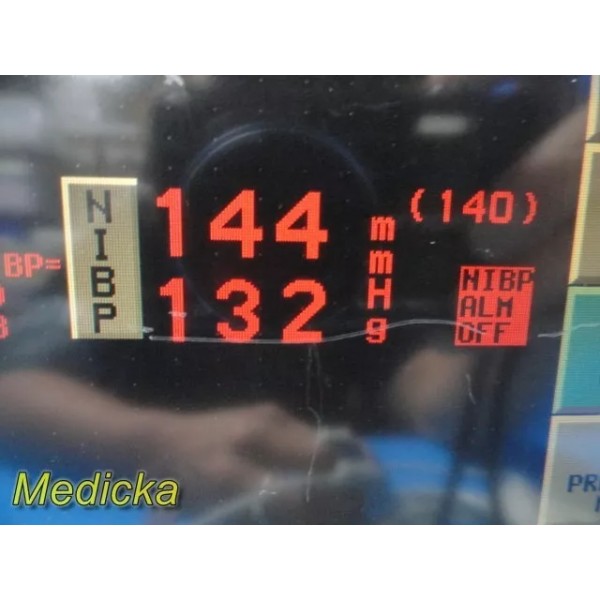 NIBP
144
(140)
mmHg
BP=
132
NIBP
ALM
OFF
Medicka
PR